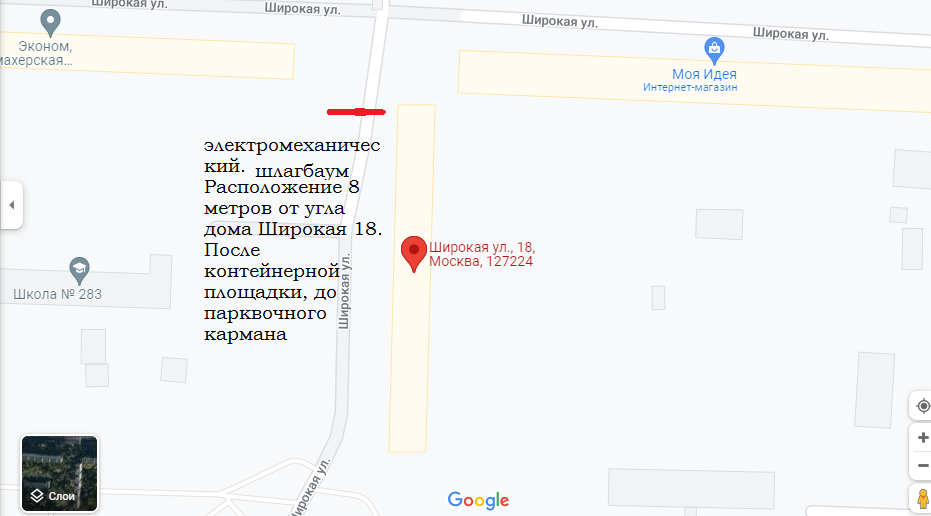 Широкая ул.
Широкая ул.
Широкая ул.
Широкая ул.
Эконом,
махерская...
Моя Идея
Интернет-магазин
электромеханичес
кий. шлагбаум
Расположение 8
метров от угла
дома Широкая 18.
После
контейнерной
площадки, до
парквочного
кармана
Широкая ул., 18,
Москва, 127224
Школа № 283
Широкая ул.
Широкая ул.
Слои
Google